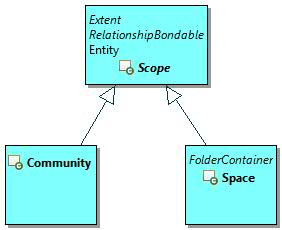 Extent
RelationshipBondable
Entity
Scope
Community
FolderContainer
Space